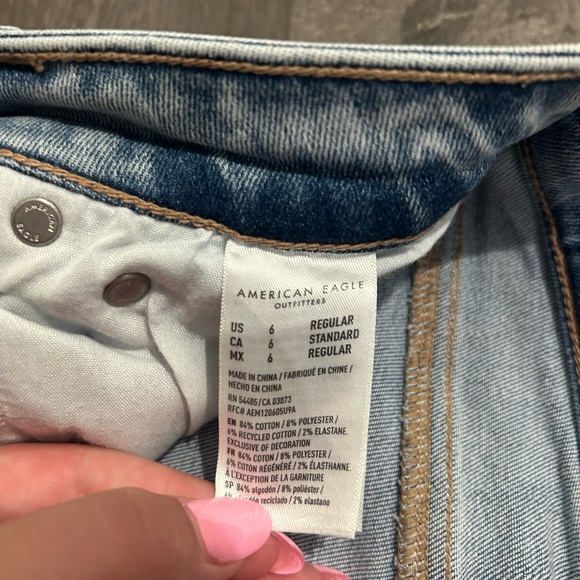 AMERICAN
EAGLE
AMERICAN EAGLE
OUTFITTERS
US 6 REGULAR
CA 6 STANDARD
MX 6 REGULAR
MADE IN CHINA / FABRIQUÉ EN CHINE /
HECHO EN CHINA
RN 54485/CA 03873
RFC# AEM120605U9A
EN 84% COTTON / 8% POLYESTER /
6% RECYCLED COTTON / 2% ELASTANE.
EXCLUSIVE OF DECORATION
FR 84% COTON / 8% POLYESTER /
6% COTON RÉGÉNÉRÉ / 2% ÉLASTHANNE.
À L'EXCEPTION DE LA GARNITURE
SP 84% algodón / 8% poliéster /
reciclado / 2% elastano